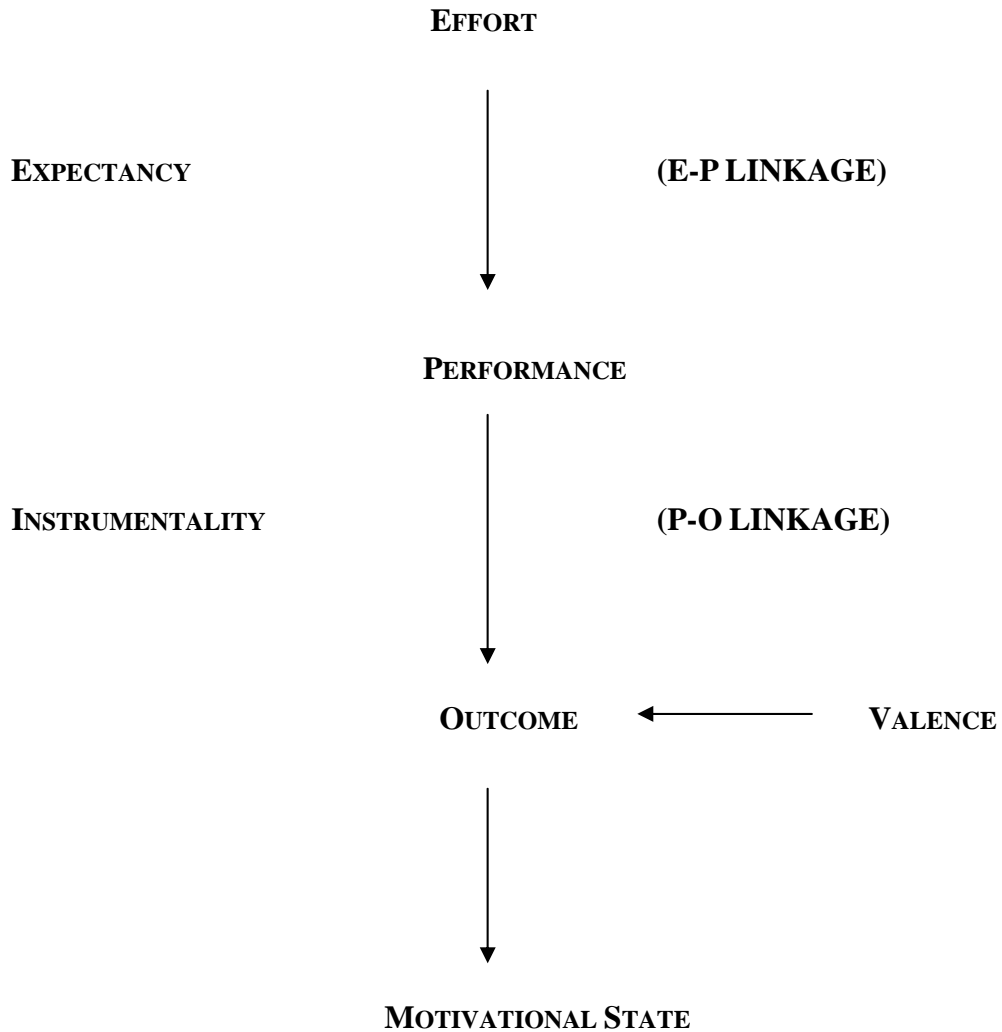 EFFORT
EXPECTANCY (E-P LINKAGE)
PERFORMANCE
INSTRUMENTALITY (P-O LINKAGE)
OUTCOME VALENCE
MOTIVATIONAL STATE